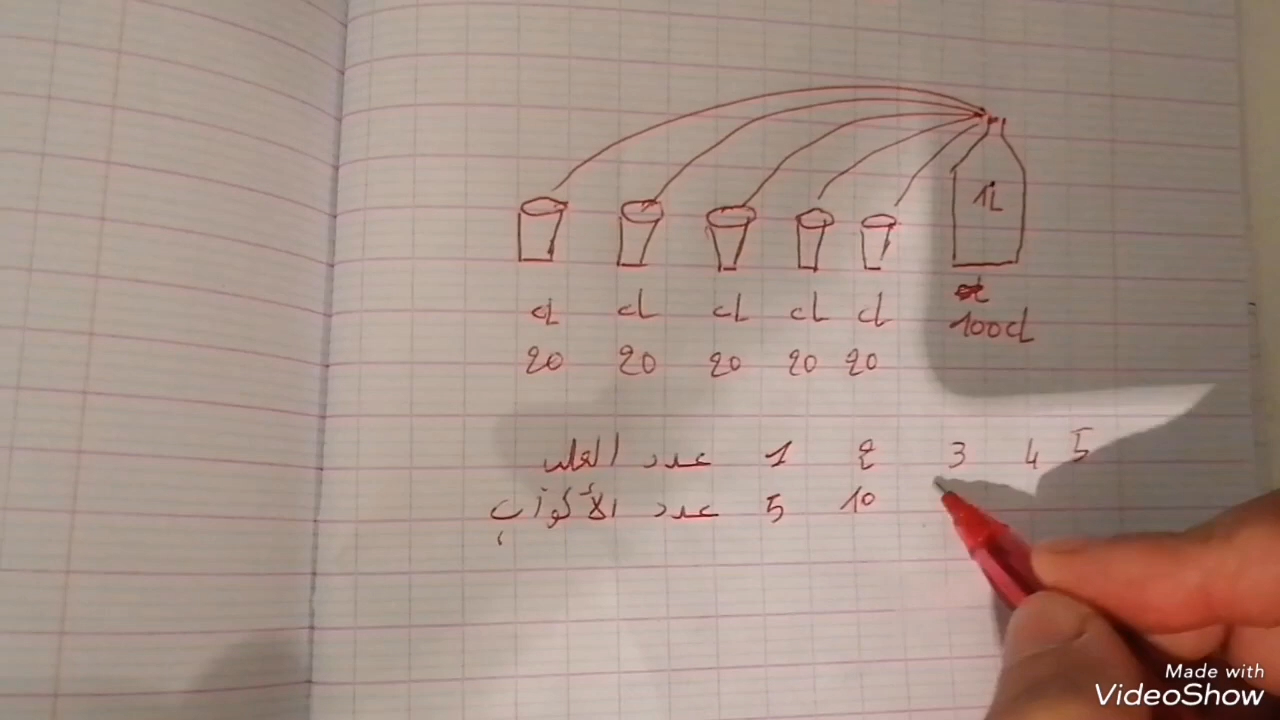 1L
cl cl cl cl cl
100cl
20 20 20 20 20
عدد العلب 1 2 3 4 5
عدد الأكواب 5 10
Made with
VideoShow